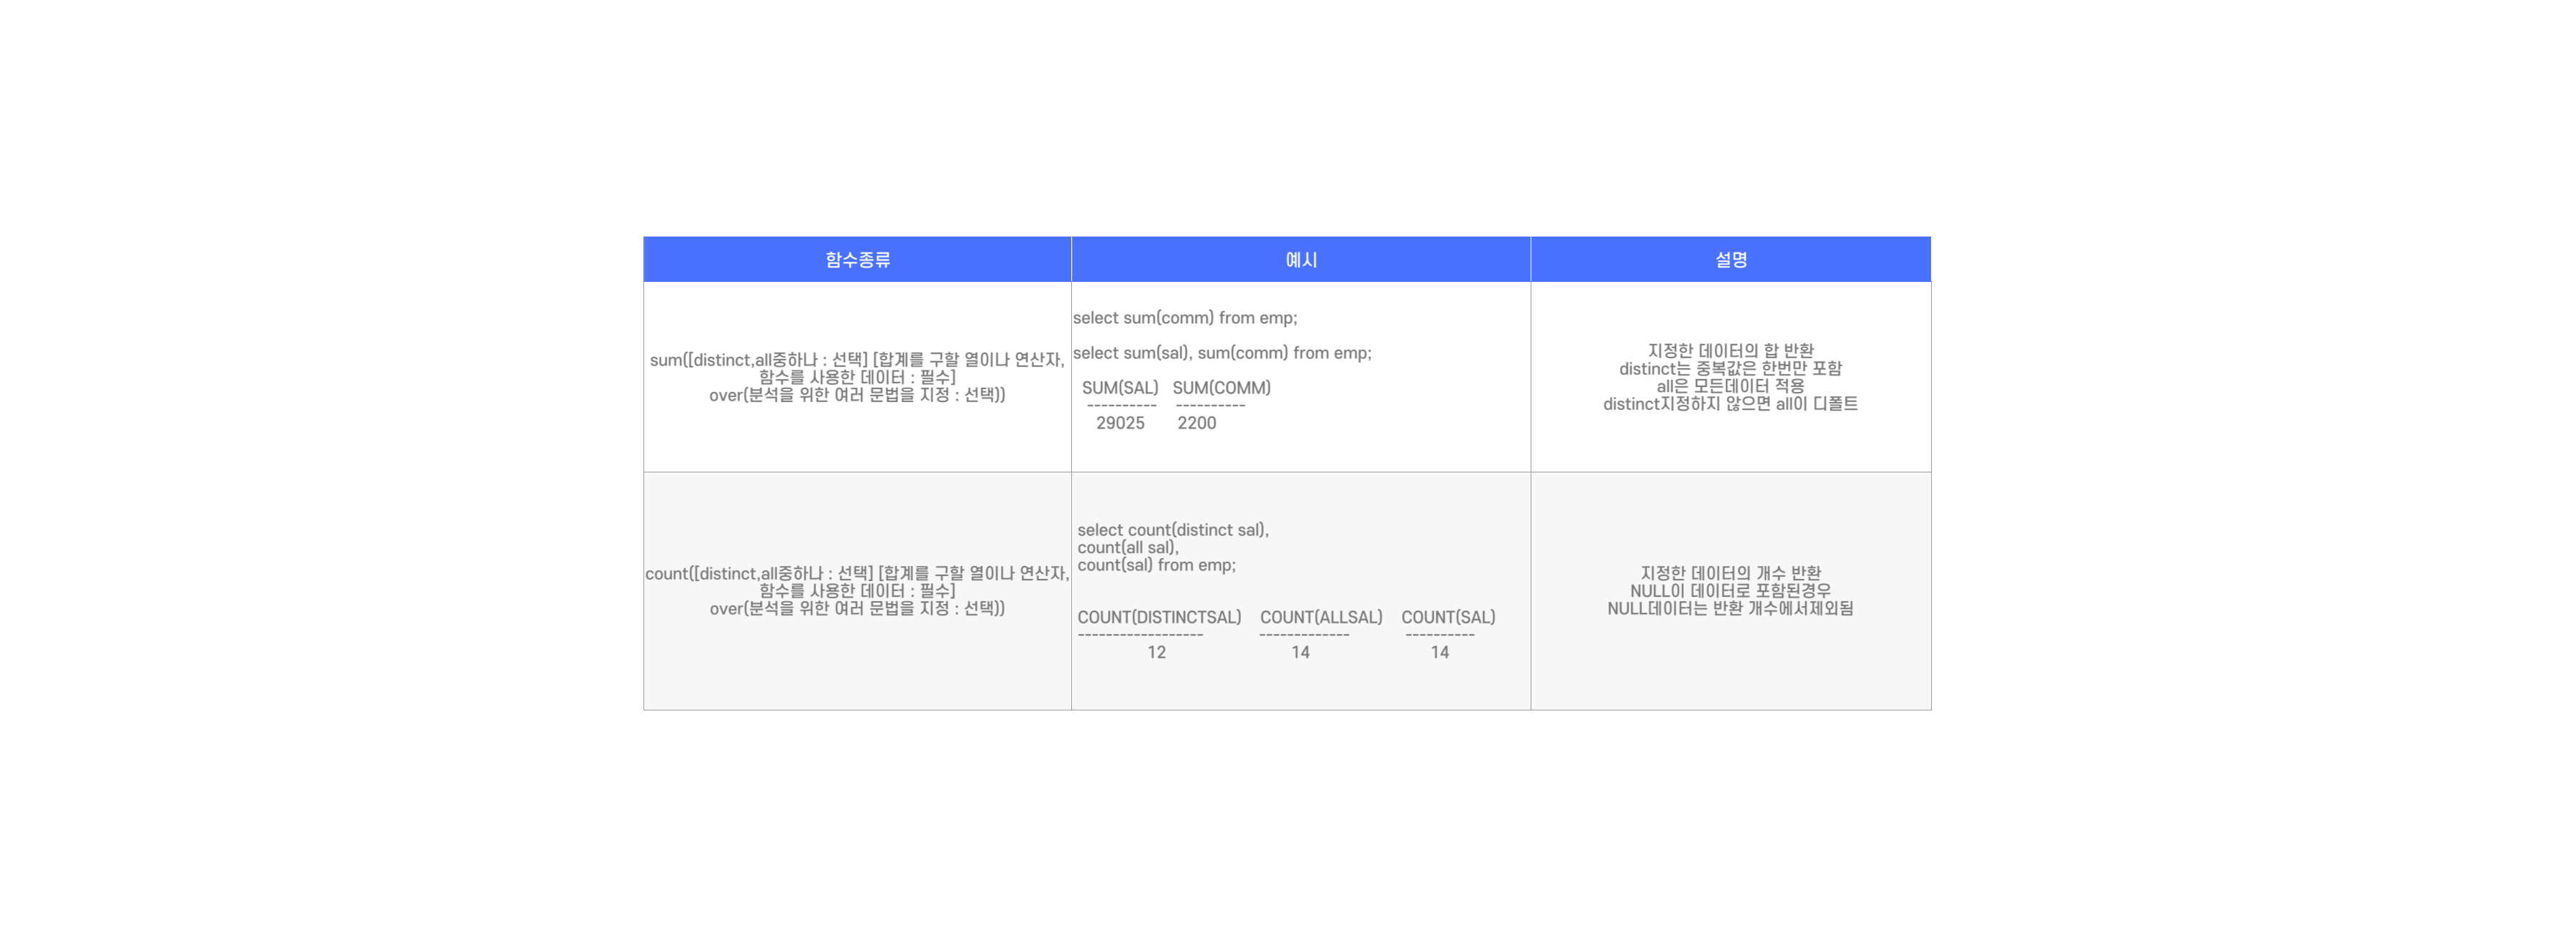 함수종류 예시 설명
sum([distinct,all중하나 : 선택] [합계를 구할 열이나 연산자,
함수를 사용한 데이터 : 필수]
over(분석을 위한 여러 문법을 지정 : 선택))
select sum(comm) from emp;
select sum(sal), sum(comm) from emp;
SUM(SAL) SUM(COMM)
---------- ----------
29025 2200
지정한 데이터의 합 반환
distinct는 중복값은 한번만 포함
all은 모든데이터 적용
distinct지정하지 않으면 all이 디폴트
count([distinct,all중하나 : 선택] [합계를 구할 열이나 연산자,
함수를 사용한 데이터 : 필수]
over(분석을 위한 여러 문법을 지정 : 선택))
select count(distinct sal),
count(all sal),
count(sal) from emp;
COUNT(DISTINCTSAL) COUNT(ALLSAL) COUNT(SAL)
------------------ ------------- ----------
12 14 14
지정한 데이터의 개수 반환
NULL이 데이터로 포함된경우
NULL데이터는 반환 개수에서제외됨